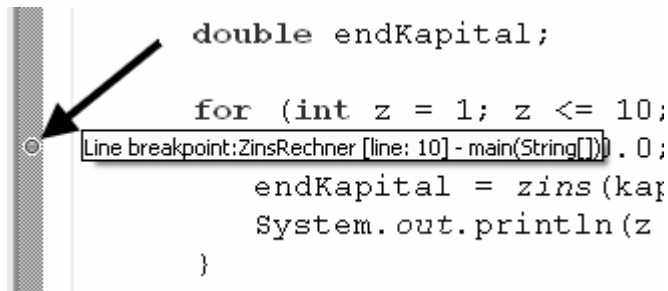 double endKapital;
for (int z = 1; z <= 10;
Line breakpoint:ZinsRechner [line: 10] - main(String[]) .0;
endKapital = zins(kap
System.out.println(z
}